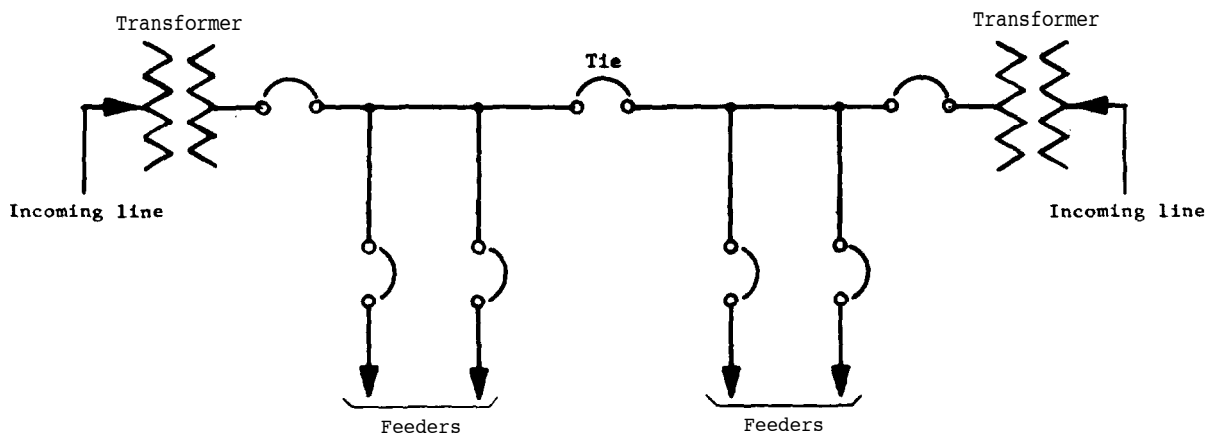 Transformer
Transformer
Tie
Incoming line
Incoming line
Feeders
Feeders